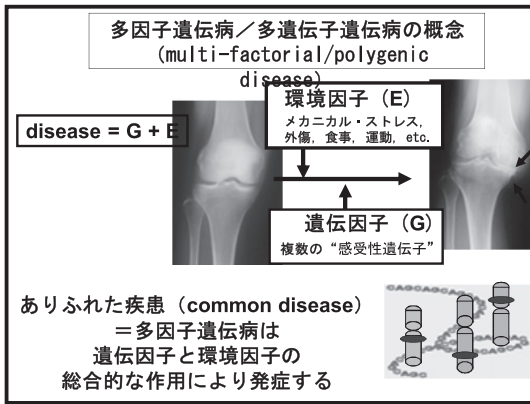 多因子遺伝病／多遺伝子遺伝病の概念
(multi-factorial/polygenic
disease)
環境因子（E）
メカニカル・ストレス,
外傷, 食事, 運動, etc.
disease = G + E
遺伝因子（G）
複数の“感受性遺伝子”
ありふれた疾患（common disease）
＝多因子遺伝病は
遺伝因子と環境因子の
総合的な作用により発症する